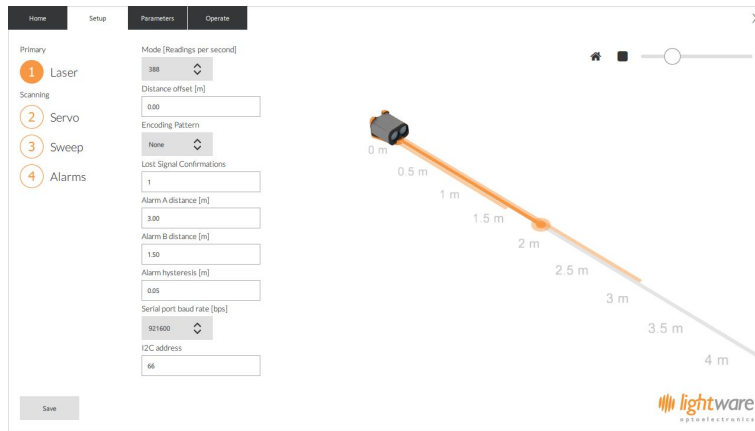 Home Setup Parameters Operate
Primary
1 Laser
Scanning
2 Servo
3 Sweep
4 Alarms
Mode [Readings per second]
388
Distance offset [m]
0.00
Encoding Pattern
None
Lost Signal Confirmations
1
Alarm A distance [m]
3.00
Alarm B distance [m]
1.50
Alarm hysteresis [m]
0.05
Serial port baud rate [bps]
921600
I2C address
66
Save
0 m
0.5 m
1 m
1.5 m
2 m
2.5 m
3 m
3.5 m
4 m
lightware
optoelectronics